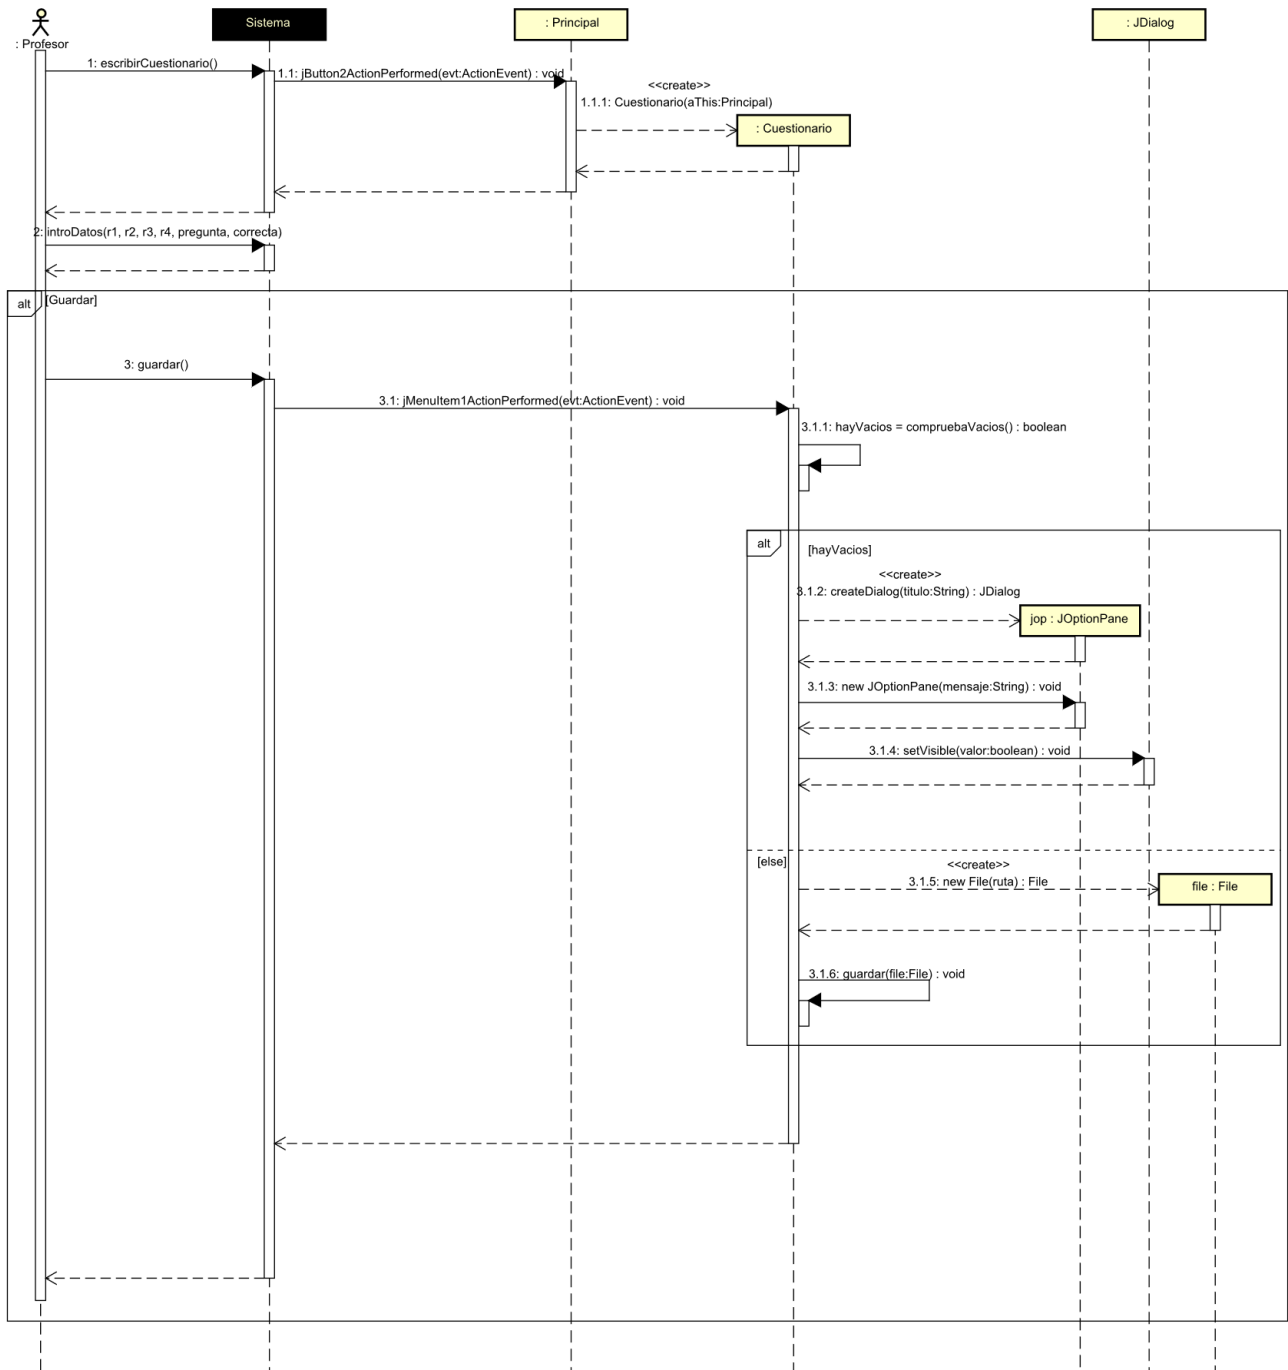 Sistema
: Principal
: JDialog
: Profesor
1: escribirCuestionario()
1.1: jButton2ActionPerformed(evt:ActionEvent) : void
<<create>>
1.1.1: Cuestionario(aThis:Principal)
: Cuestionario
2: introDatos(r1, r2, r3, r4, pregunta, correcta)
alt
[Guardar]
3: guardar()
3.1: jMenuItem1ActionPerformed(evt:ActionEvent) : void
3.1.1: hayVacios = compruebaVacios() : boolean
alt
[hayVacios]
<<create>>
3.1.2: createDialog(titulo:String) : JDialog
jop : JOptionPane
3.1.3: new JOptionPane(mensaje:String) : void
3.1.4: setVisible(valor:boolean) : void
[else]
<<create>>
3.1.5: new File(ruta) : File
file : File
3.1.6: guardar(file:File) : void